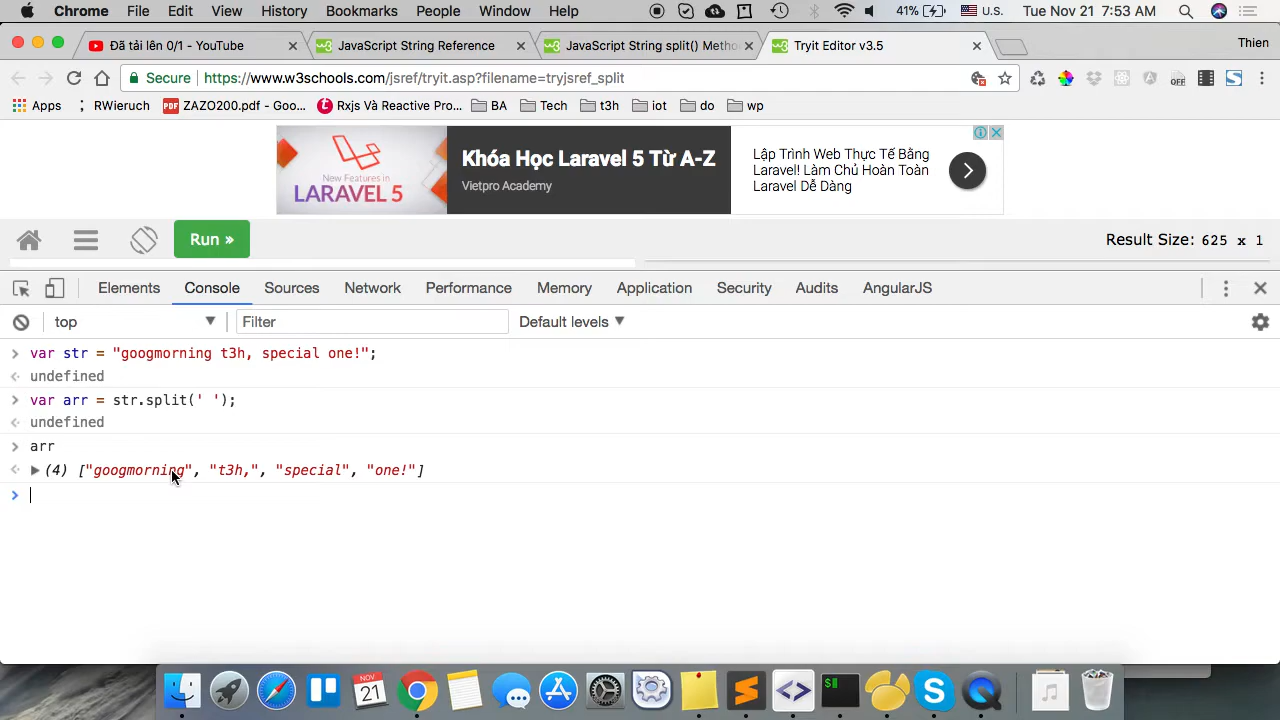 Chrome File Edit View History Bookmarks People Window Help 41% U.S. Tue Nov 21 7:53 AM
Đã tải lên 0/1 - YouTube JavaScript String Reference JavaScript String split() Metho Tryit Editor v3.5 Thien
Secure https://www.w3schools.com/jsref/tryit.asp?filename=tryjsref_split
Apps RWieruch ZAZO200.pdf - Goo... Rxjs Và Reactive Pro... BA Tech t3h iot do wp
New Features in
LARAVEL 5
Khóa Học Laravel 5 Từ A-Z
Vietpro Academy
Lập Trình Web Thực Tế Bằng
Laravel! Làm Chủ Hoàn Toàn
Laravel Dễ Dàng
Run » Result Size: 625 x 1
Elements Console Sources Network Performance Memory Application Security Audits AngularJS
top Filter Default levels
var str = "googmorning t3h, special one!";
undefined
var arr = str.split(' ');
undefined
arr
(4) ["googmorning", "t3h,", "special", "one!"]
NOV
21